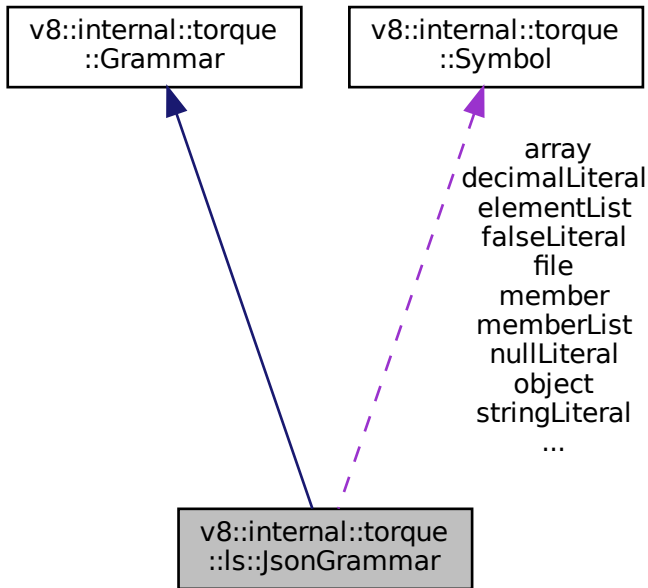 v8::internal::torque
::Grammar
v8::internal::torque
::Symbol
array
decimalLiteral
elementList
falseLiteral
file
member
memberList
nullLiteral
object
stringLiteral
...
v8::internal::torque
::ls::JsonGrammar